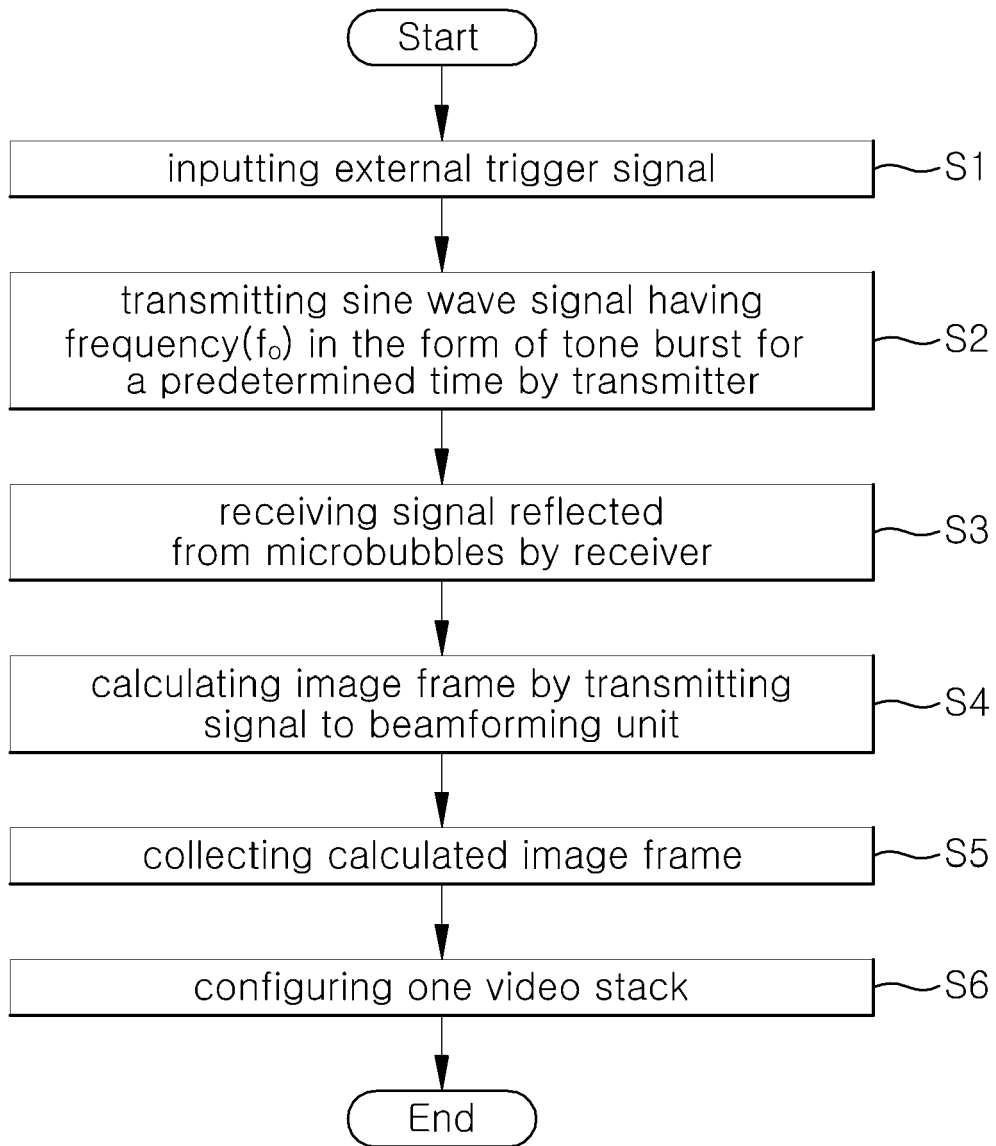 Start
inputting external trigger signal
S1
transmitting sine wave signal having
frequency(f₀) in the form of tone burst for
a predetermined time by transmitter
S2
receiving signal reflected
from microbubbles by receiver
S3
calculating image frame by transmitting
signal to beamforming unit
S4
collecting calculated image frame
S5
configuring one video stack
S6
End